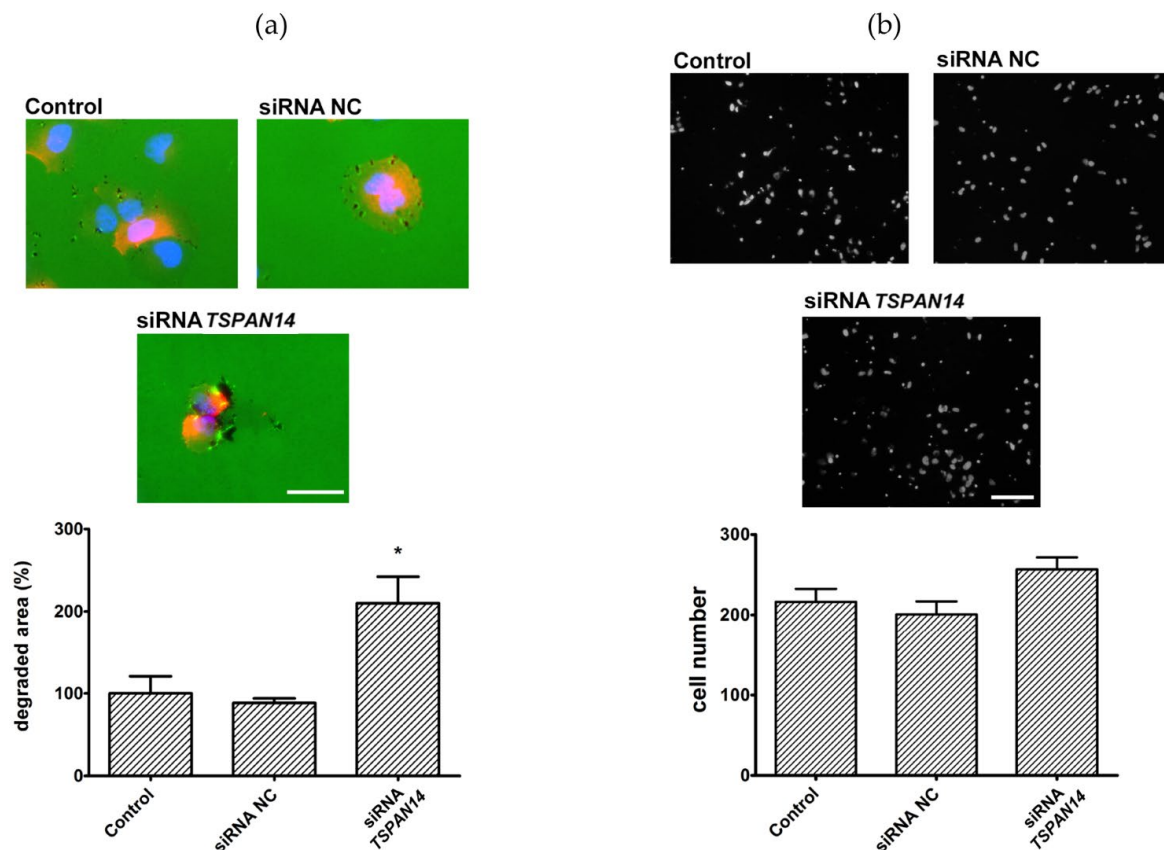 (a)
Control
siRNA NC
siRNA TSPAN14
degraded area (%)
300
200
100
0
*
Control
siRNA NC
siRNA
TSPAN14
(b)
Control
siRNA NC
siRNA TSPAN14
cell number
300
200
100
0
Control
siRNA NC
siRNA
TSPAN14